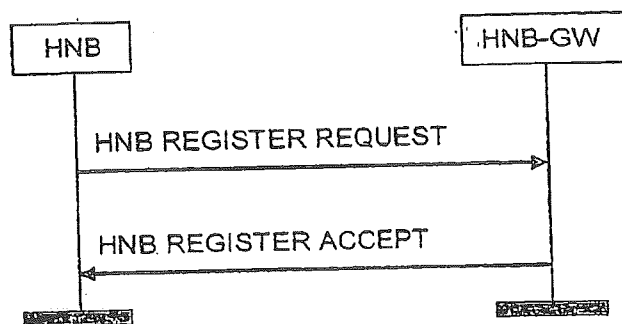 HNB
HNB-GW
HNB REGISTER REQUEST
HNB REGISTER ACCEPT